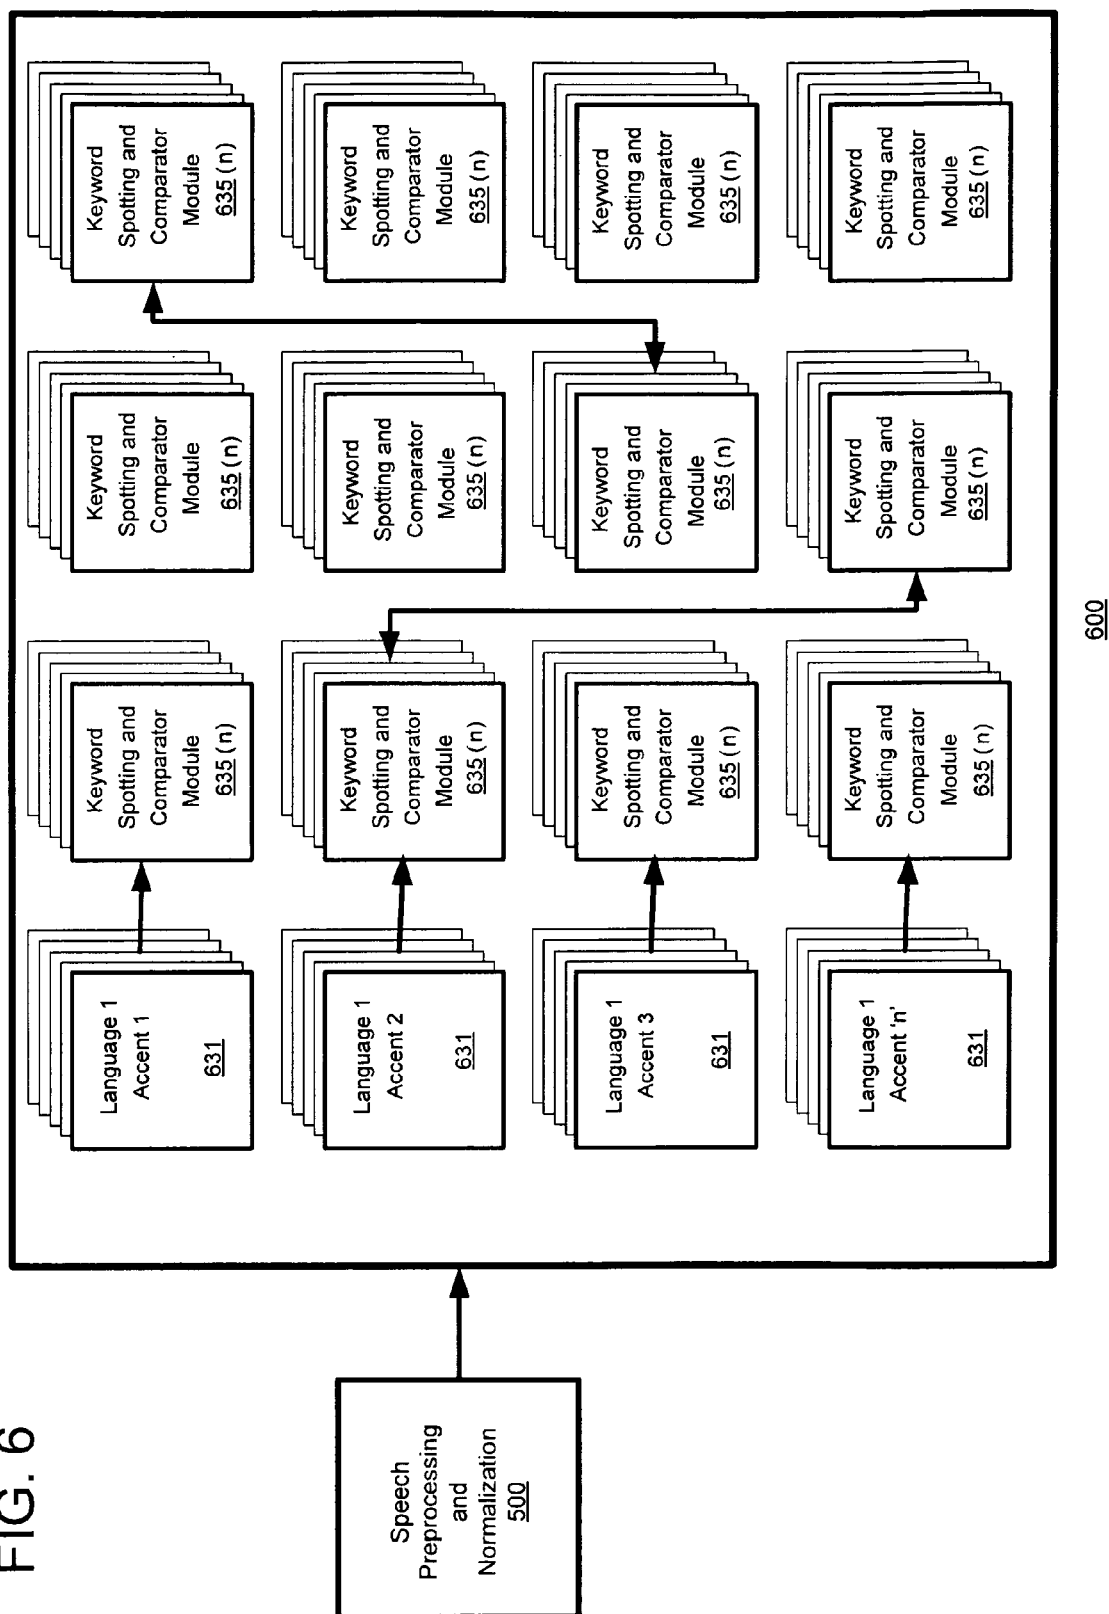 FIG. 6
Speech
Preprocessing
and
Normalization
500
Language 1
Accent 1
631
Keyword
Spotting and
Comparator
Module
635 (n)
Keyword
Spotting and
Comparator
Module
635 (n)
Keyword
Spotting and
Comparator
Module
635 (n)
Language 1
Accent 2
631
Keyword
Spotting and
Comparator
Module
635 (n)
Keyword
Spotting and
Comparator
Module
635 (n)
Keyword
Spotting and
Comparator
Module
635 (n)
Language 1
Accent 3
631
Keyword
Spotting and
Comparator
Module
635 (n)
Keyword
Spotting and
Comparator
Module
635 (n)
Keyword
Spotting and
Comparator
Module
635 (n)
Language 1
Accent 'n'
631
Keyword
Spotting and
Comparator
Module
635 (n)
Keyword
Spotting and
Comparator
Module
635 (n)
Keyword
Spotting and
Comparator
Module
635 (n)
600